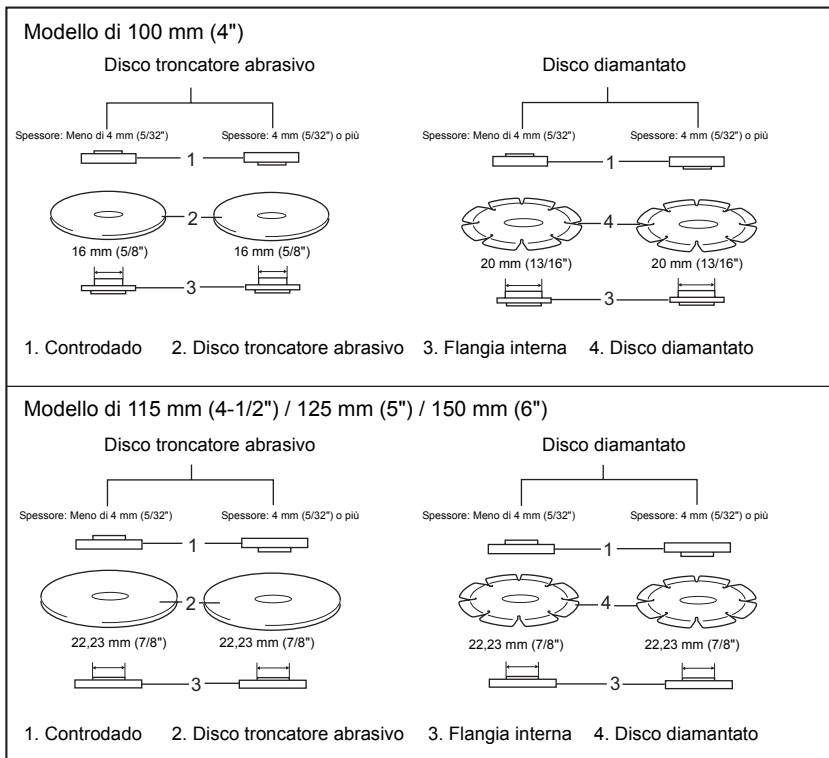 Modello di 100 mm (4")
Disco troncatore abrasivo
Disco diamantato
Spessore: Meno di 4 mm (5/32")
Spessore: 4 mm (5/32") o più
Spessore: Meno di 4 mm (5/32")
Spessore: 4 mm (5/32") o più
1
1
2
4
16 mm (5/8")
16 mm (5/8")
20 mm (13/16")
20 mm (13/16")
3
3
1. Controdado 2. Disco troncatore abrasivo 3. Flangia interna 4. Disco diamantato
Modello di 115 mm (4-1/2") / 125 mm (5") / 150 mm (6")
Disco troncatore abrasivo
Disco diamantato
Spessore: Meno di 4 mm (5/32")
Spessore: 4 mm (5/32") o più
Spessore: Meno di 4 mm (5/32")
Spessore: 4 mm (5/32") o più
1
1
2
4
22,23 mm (7/8")
22,23 mm (7/8")
22,23 mm (7/8")
22,23 mm (7/8")
3
3
1. Controdado 2. Disco troncatore abrasivo 3. Flangia interna 4. Disco diamantato